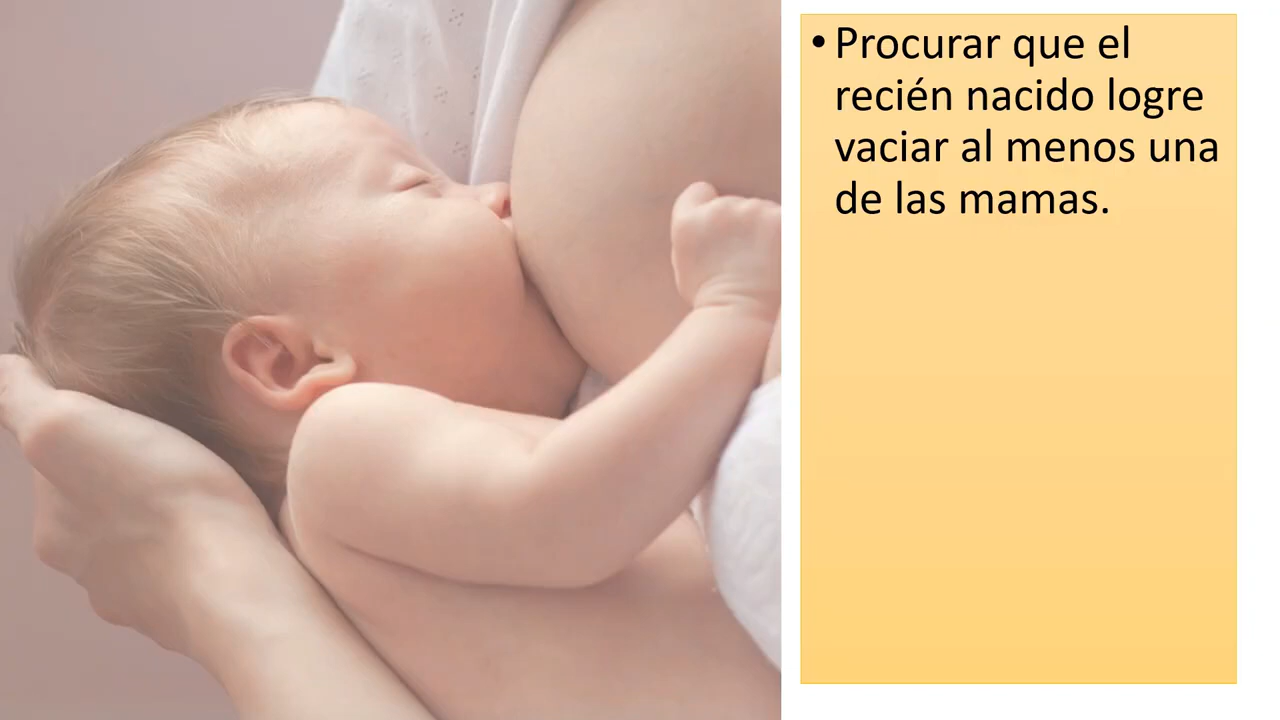 • Procurar que el
recién nacido logre
vaciar al menos una
de las mamas.